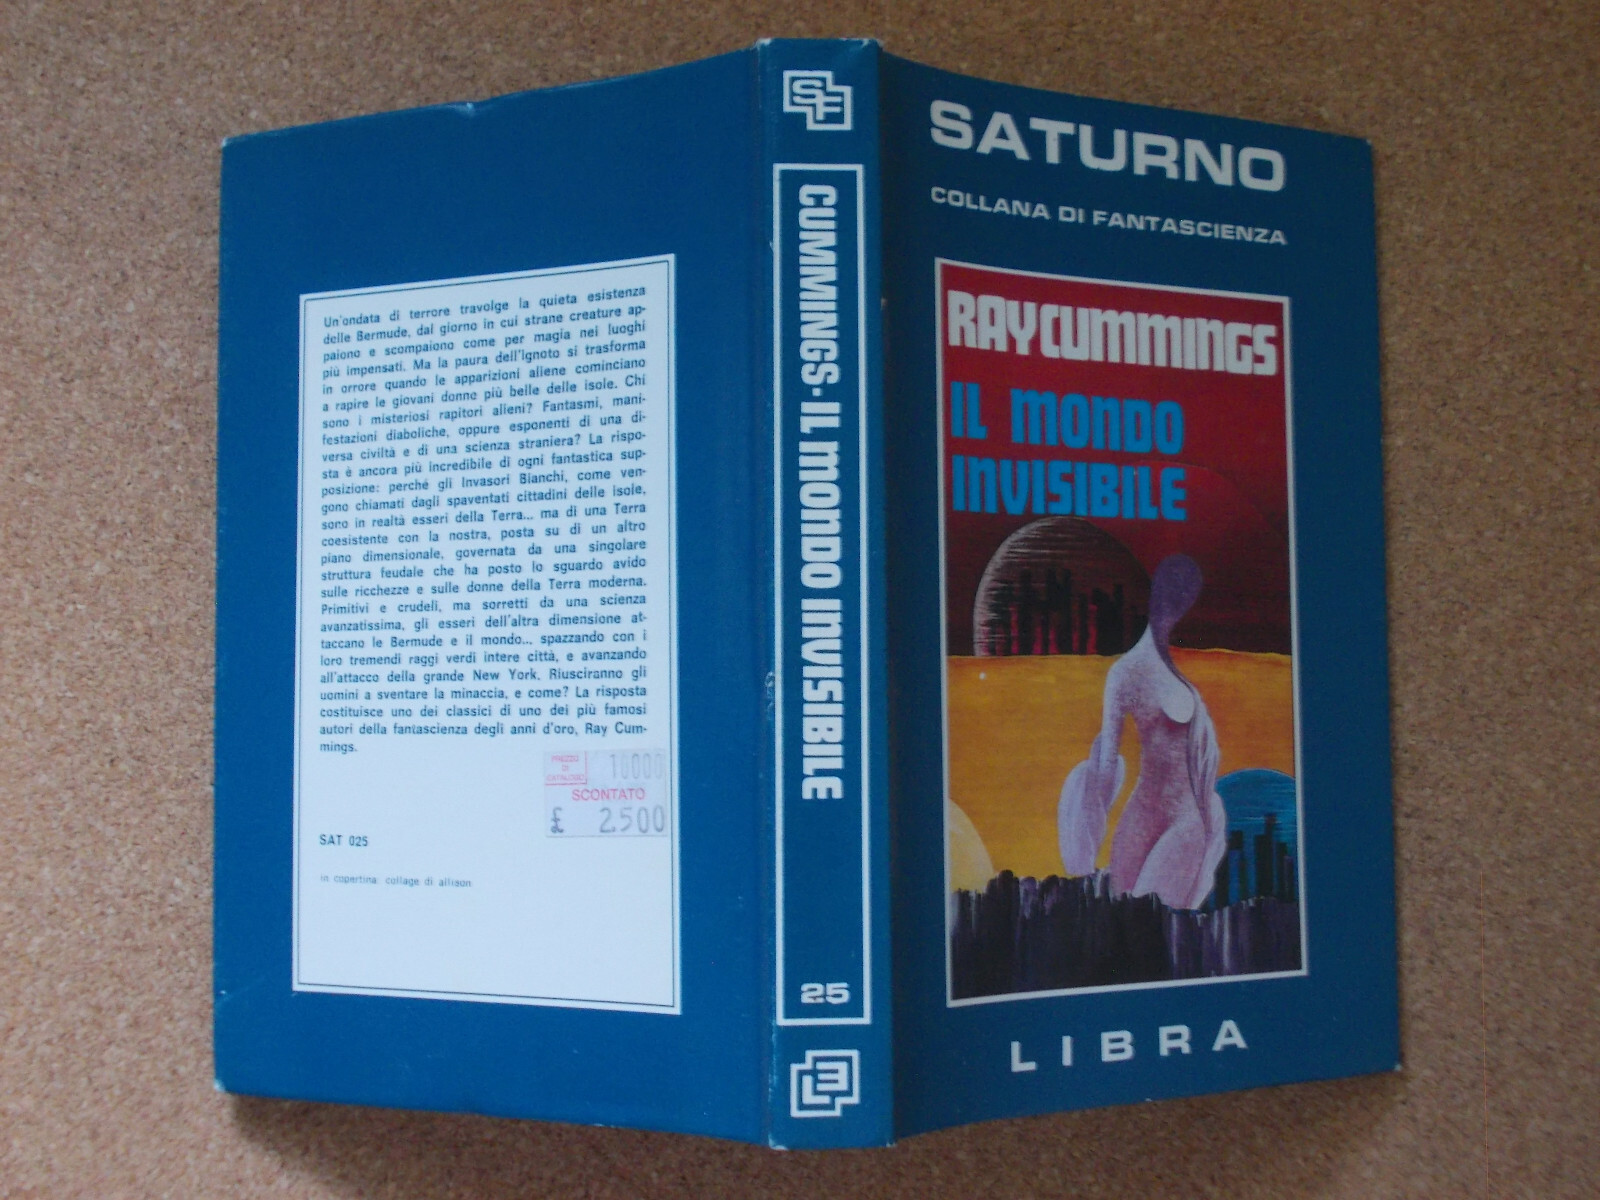 Un'ondata di terrore travolge la quieta esistenza
delle Bermude, dal giorno in cui strane creature ap-
paiono e scompaiono come per magia nei luoghi
più impensati. Ma la paura dell'Ignoto si trasforma
in orrore quando le apparizioni aliene cominciano
a rapire le giovani donne più belle delle isole. Chi
sono i misteriosi rapitori alieni? Fantasmi, mani-
festazioni diaboliche, oppure esponenti di una di-
versa civiltà e di una scienza straniera? La rispo-
sta è ancora più incredibile di ogni fantastica sup-
posizione: perché gli Invasori Bianchi, come ven-
gono chiamati dagli spaventati cittadini delle isole,
sono in realtà esseri della Terra... ma di una Terra
coesistente con la nostra, posta su di un altro
piano dimensionale, governata da una singolare
struttura feudale che ha posto lo sguardo avido
sulle ricchezze e sulle donne della Terra moderna.
Primitivi e crudeli, ma sorretti da una scienza
avanzatissima, gli esseri dell'altra dimensione at-
taccano le Bermude e il mondo... spazzando con i
loro tremendi raggi verdi intere città, e avanzando
all'attacco della grande New York. Riusciranno gli
uomini a sventare la minaccia, e come? La risposta
costituisce uno dei classici di uno dei più famosi
autori della fantascienza degli anni d'oro, Ray Cum-
mings.
PREZZO
DI
CATALOGO
10000
SCONTATO
£ 2.500
SAT 025
in copertina: collage di allison
SF
CUMMINGS - IL MONDO INVISIBILE
25
LE
SATURNO
COLLANA DI FANTASCIENZA
RAY CUMMINGS
IL MONDO
INVISIBILE
LIBRA